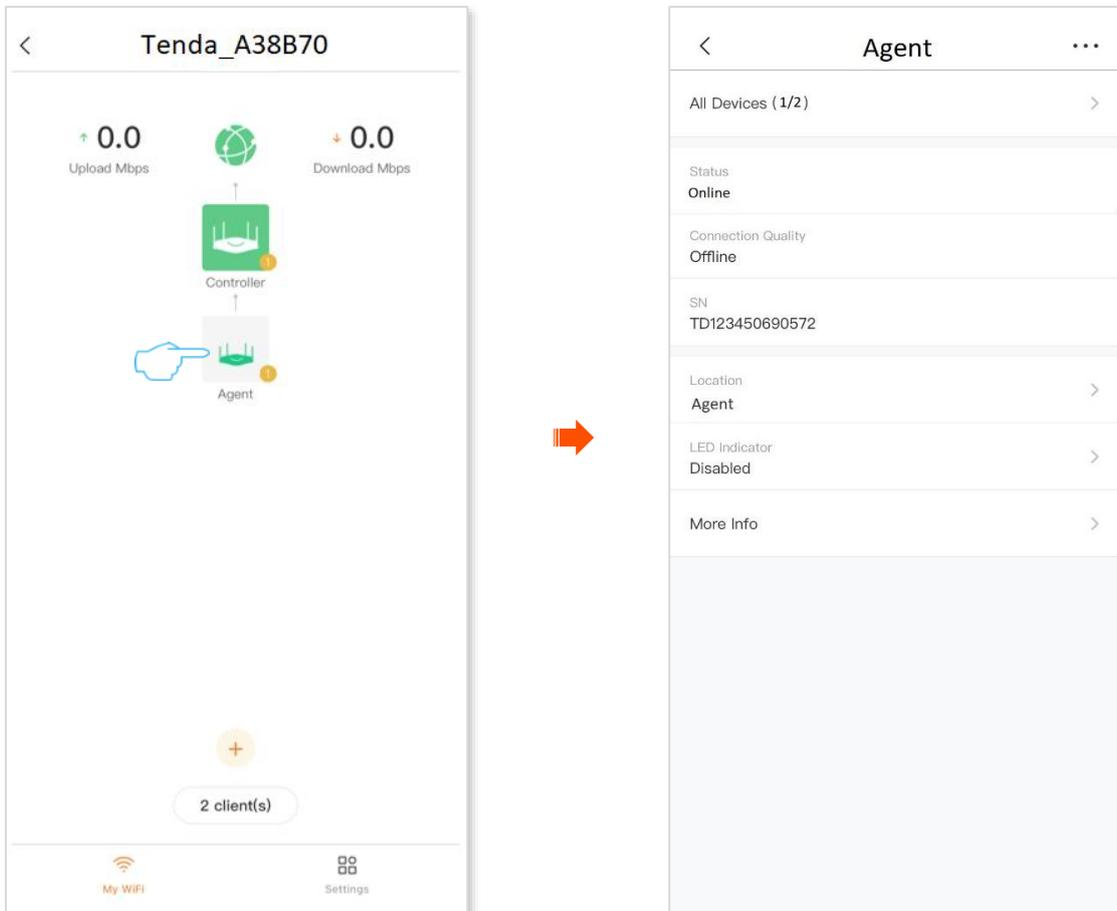 Tenda_A38B70
0.0
Upload Mbps
0.0
Download Mbps
1
Controller
1
Agent
+
2 client(s)
My WiFi
Settings
Agent
...
All Devices (1/2)
Status
Online
Connection Quality
Offline
SN
TD123450690572
Location
Agent
LED Indicator
Disabled
More Info